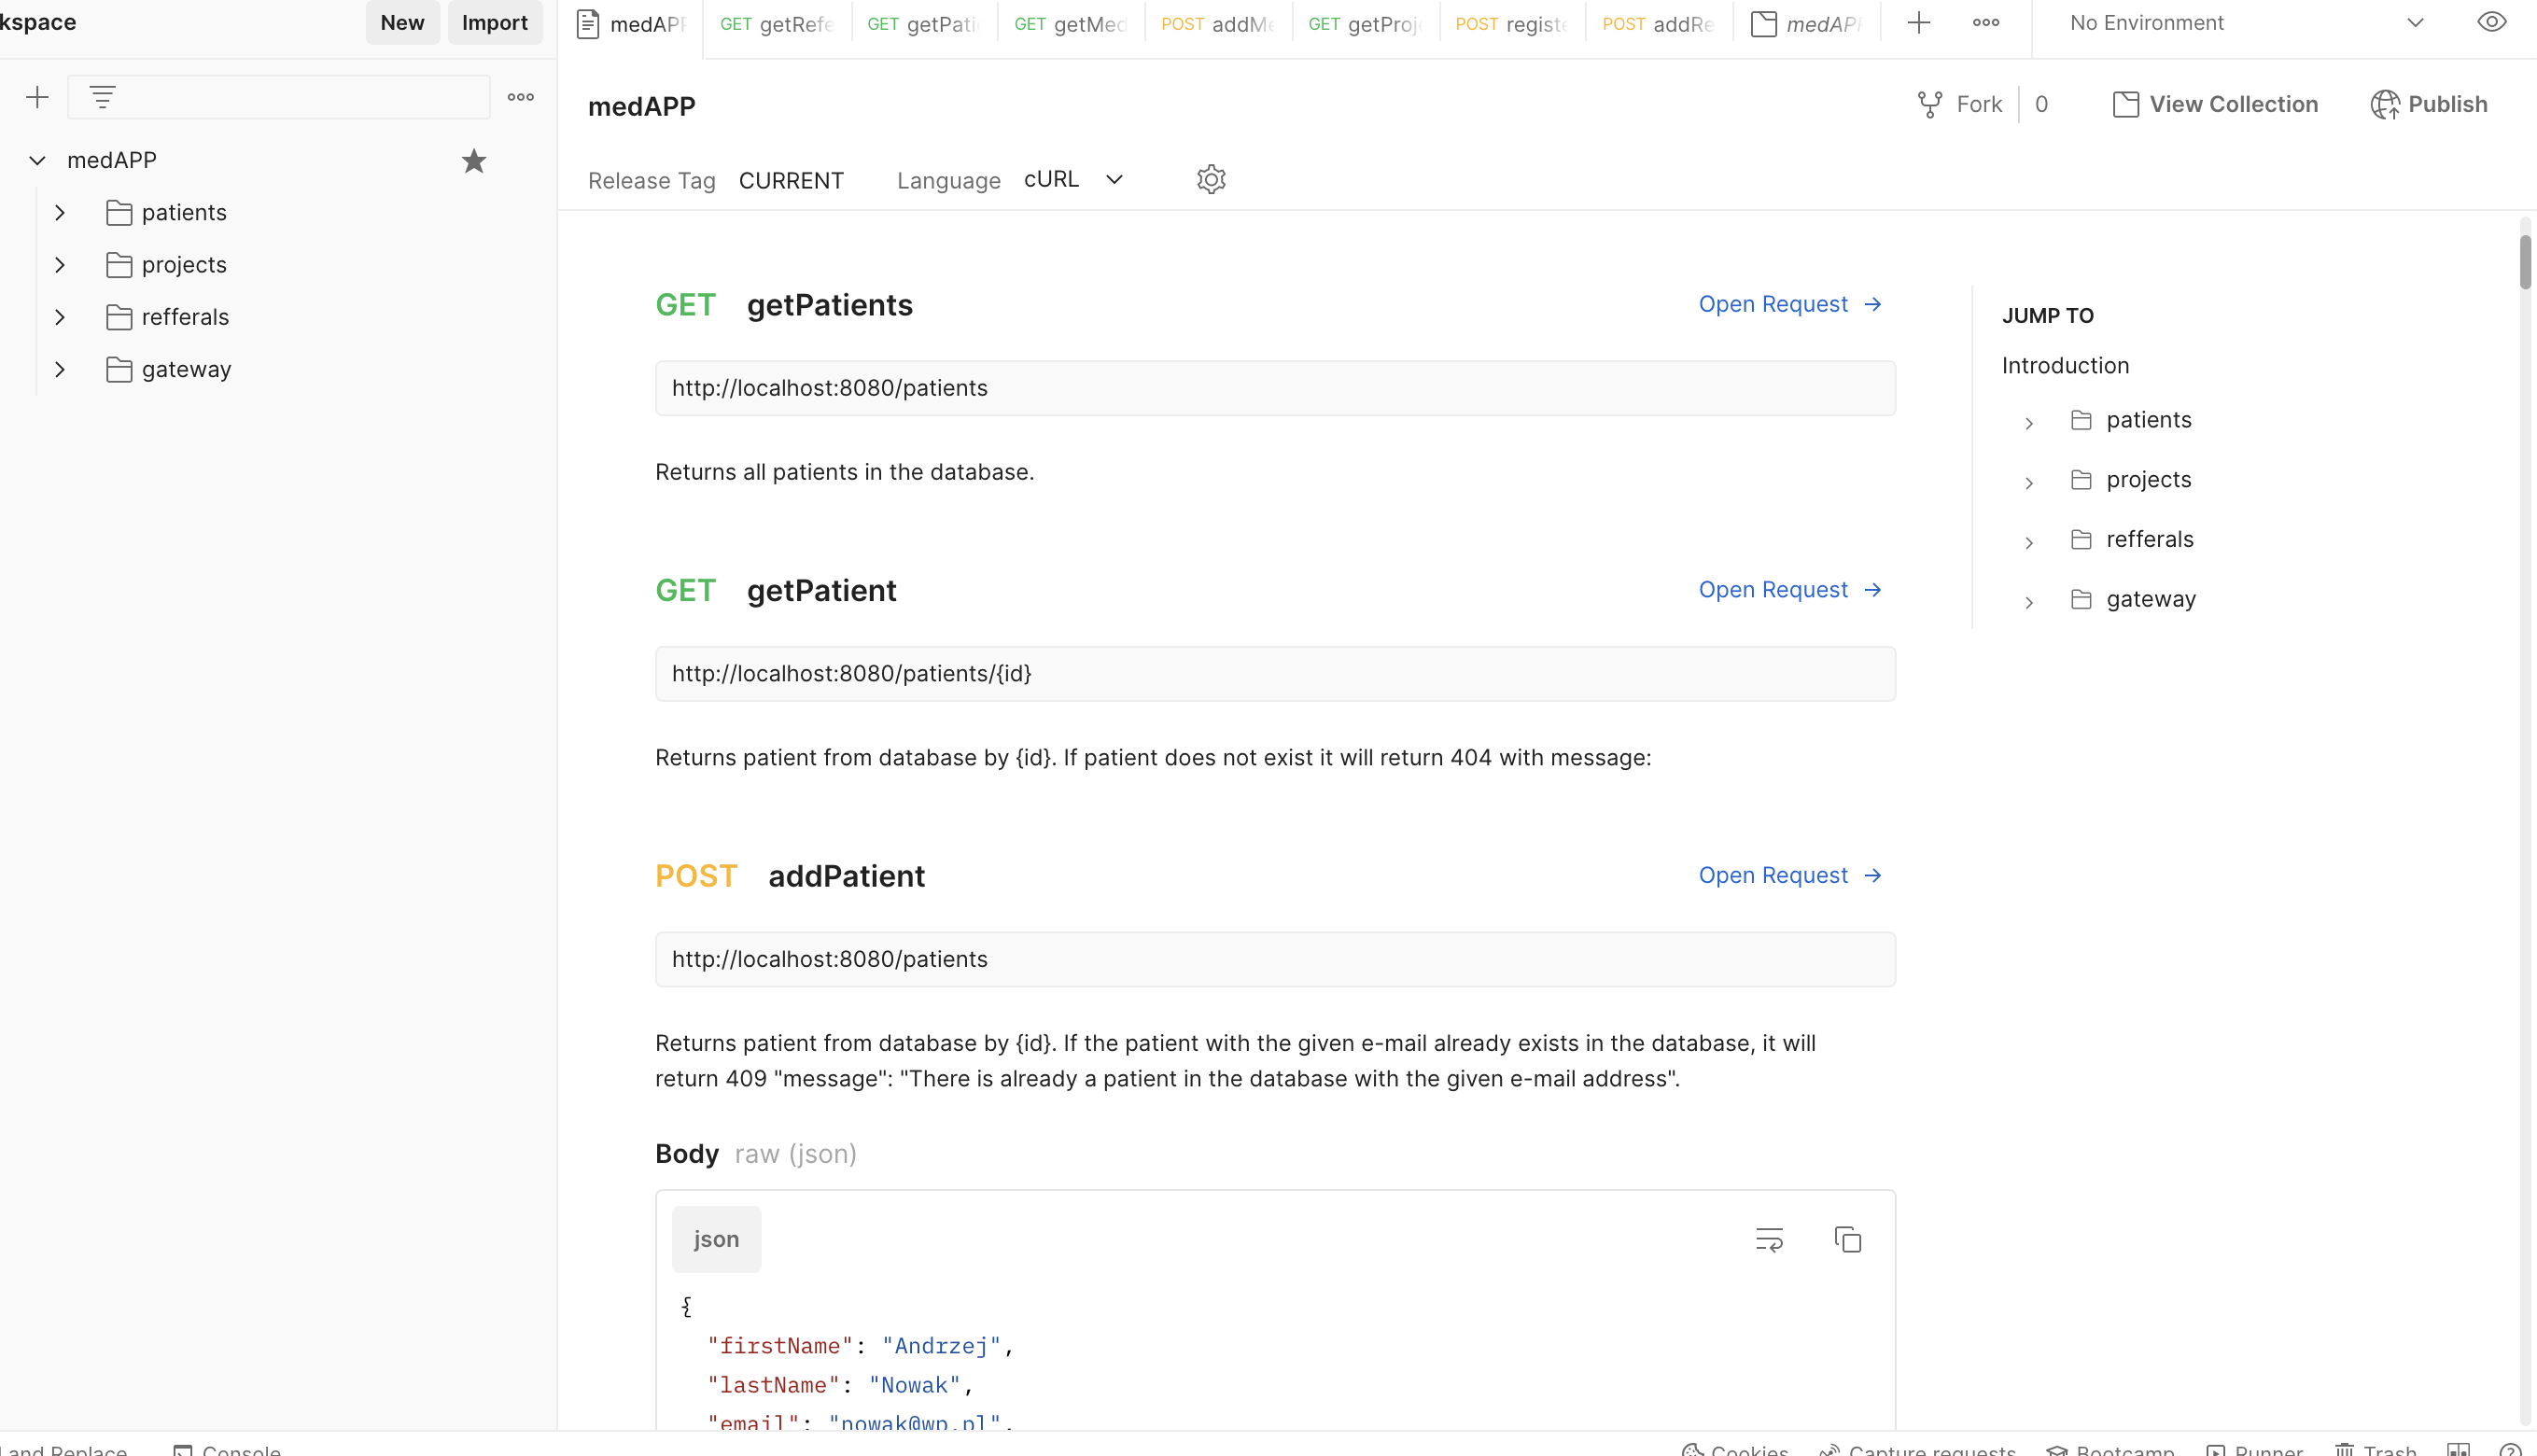 kspace New Import
medAPP
GET getRefe
GET getPati
GET getMed
POST addMe
GET getProj
POST registe
POST addRe
medAPI
No Environment
medAPP
patients
projects
refferals
gateway
medAPP
Fork 0 View Collection Publish
Release Tag CURRENT Language cURL
GET getPatients Open Request →
http://localhost:8080/patients
Returns all patients in the database.
GET getPatient Open Request →
http://localhost:8080/patients/{id}
Returns patient from database by {id}. If patient does not exist it will return 404 with message:
POST addPatient Open Request →
http://localhost:8080/patients
Returns patient from database by {id}. If the patient with the given e-mail already exists in the database, it will
return 409 "message": "There is already a patient in the database with the given e-mail address".
Body raw (json)
json
{
"firstName": "Andrzej",
"lastName": "Nowak",
"email": "nowak@wp.pl",
JUMP TO
Introduction
patients
projects
refferals
gateway
and Replace Console Cookies Capture requests Bootcamp Runner Trash